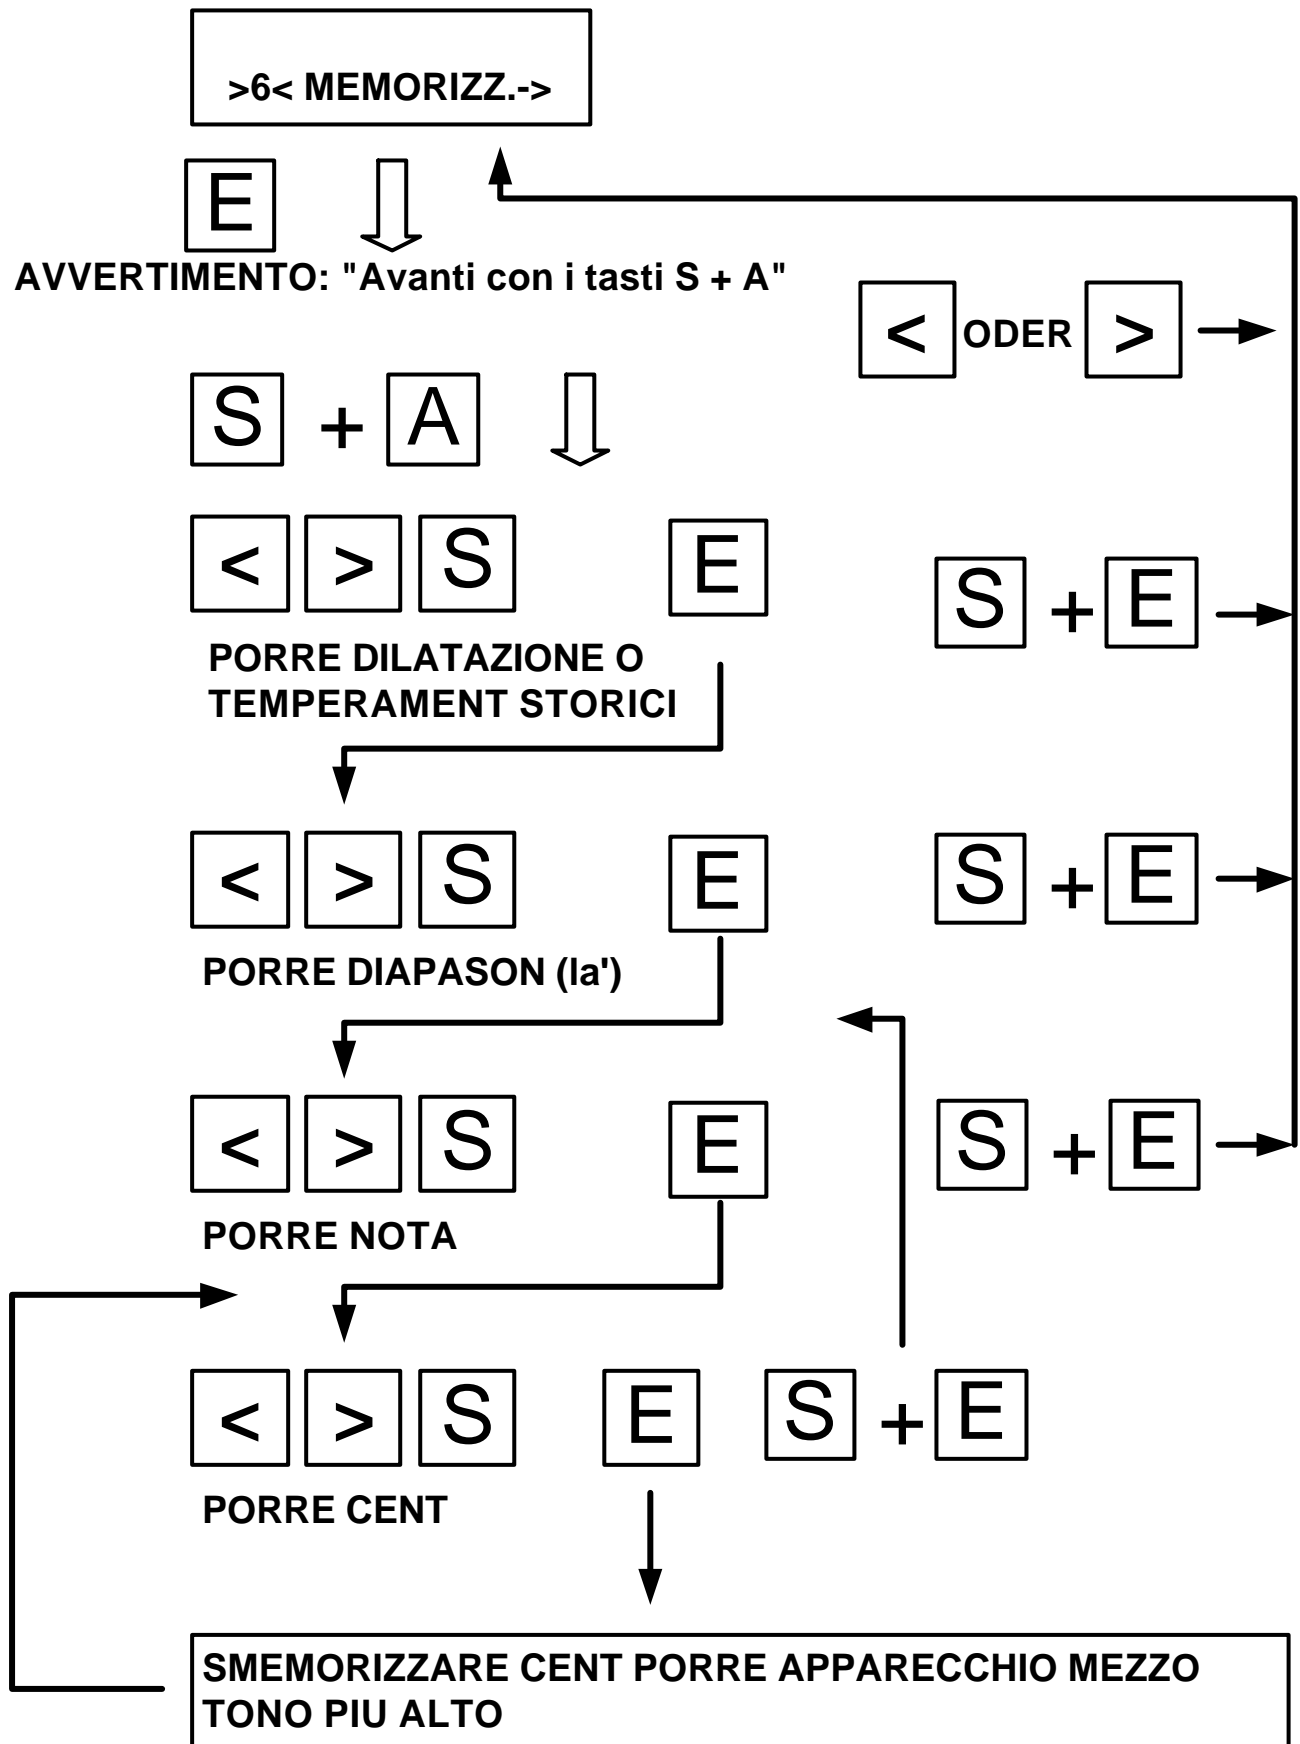 >6< MEMORIZZ.->
E
AVVERTIMENTO: "Avanti con i tasti S + A"
< ODER >
S + A
< > S E S + E
PORRE DILATAZIONE O
TEMPERAMENT STORICI
< > S E S + E
PORRE DIAPASON (la')
< > S E S + E
PORRE NOTA
< > S E S + E
PORRE CENT
SMEMORIZZARE CENT PORRE APPARECCHIO MEZZO
TONO PIU ALTO